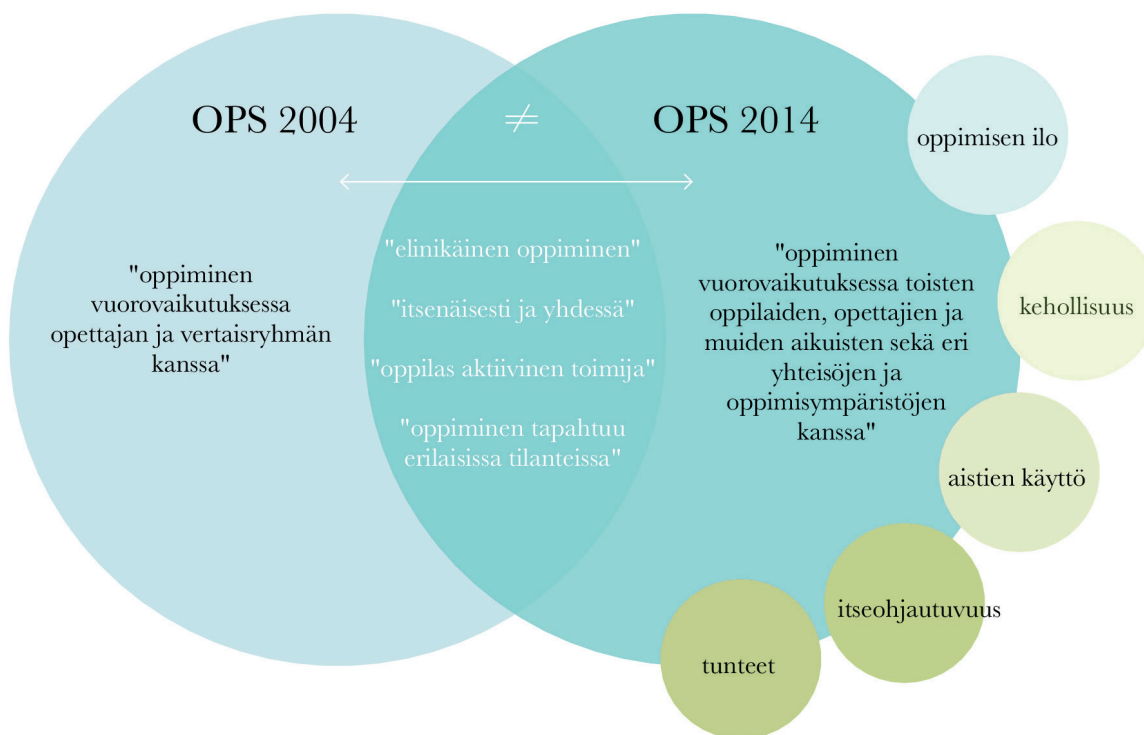 OPS 2004
≠
OPS 2014
"oppiminen
vuorovaikutuksessa
opettajan ja vertaisryhmän
kanssa"
"elinikäinen oppiminen"
"itsenäisesti ja yhdessä"
"oppilas aktiivinen toimija"
"oppiminen tapahtuu
erilaisissa tilanteissa"
"oppiminen
vuorovaikutuksessa toisten
oppilaiden, opettajien ja
muiden aikuisten sekä eri
yhteisöjen ja
oppimisympäristöjen
kanssa"
oppimisen ilo
kehollisuus
aistien käyttö
itseohjautuvuus
tunteet